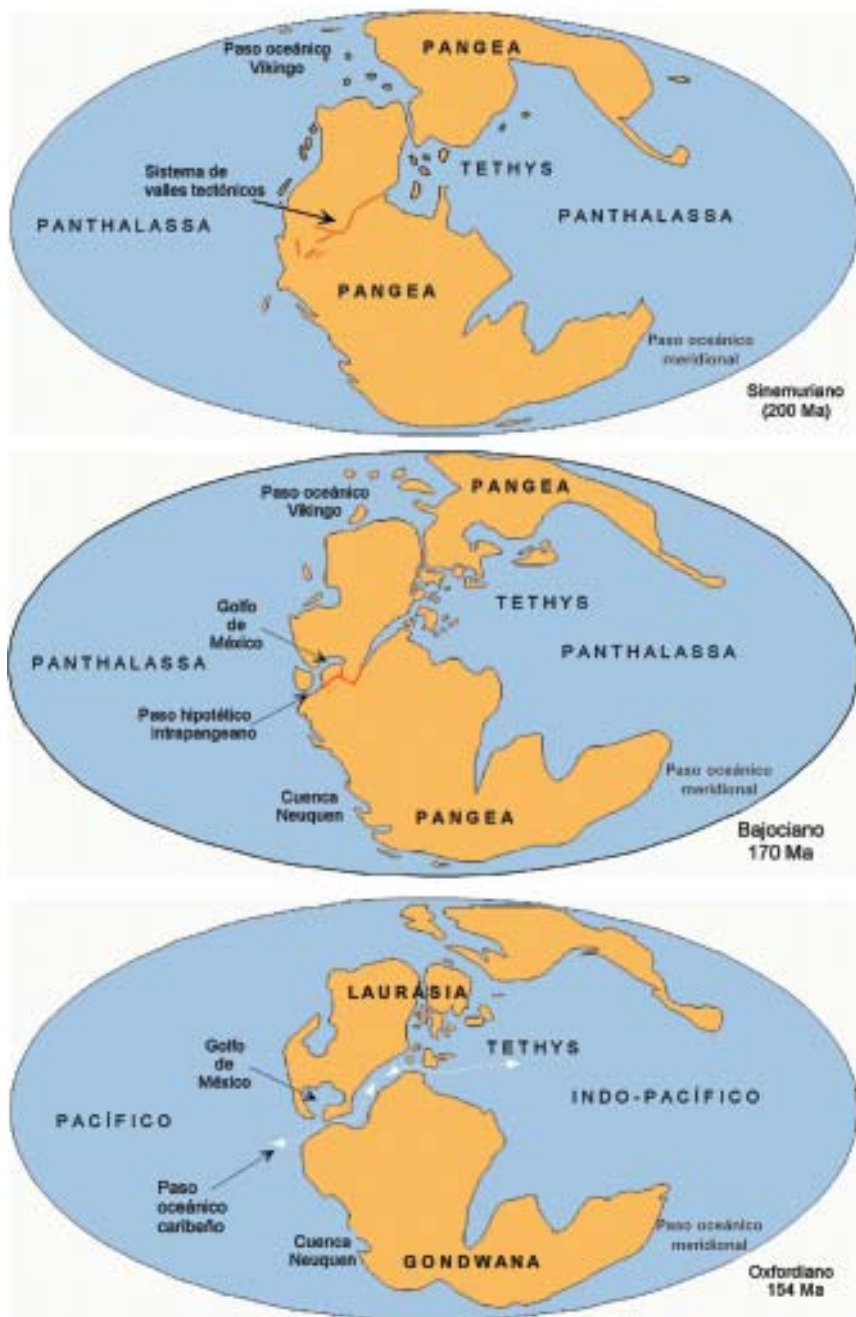 Paso oceánico
Vikingo
PANGEA
Sistema de
valles tectónicos
TETHYS
PANTHALASSA
PANTHALASSA
PANGEA
Paso oceánico
meridional
Sinemuriano
(200 Ma)
Paso oceánico
Vikingo
PANGEA
Golfo
de
México
TETHYS
PANTHALASSA
PANTHALASSA
Paso hipotético
intrapangeano
Cuenca
Neuquen
PANGEA
Paso oceánico
meridional
Bajociano
170 Ma
LAURASIA
Golfo
de
México
TETHYS
INDO-PACÍFICO
PACÍFICO
Paso
oceánico
caribeño
Cuenca
Neuquen
GONDWANA
Paso oceánico
meridional
Oxfordiano
154 Ma